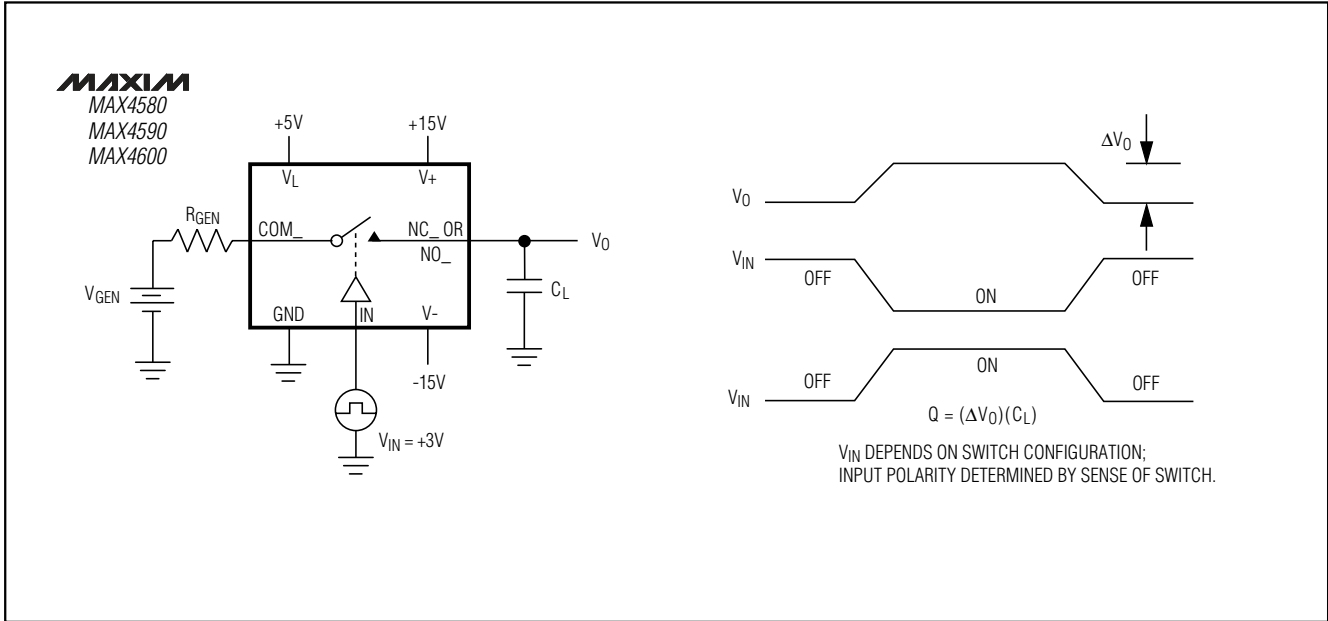 MAXIM
MAX4580
MAX4590
MAX4600
+5V
+15V
VL
V+
RGEN
COM_
NC_ OR
NO_
VO
VGEN
CL
GND
IN
V-
-15V
VIN = +3V
ΔVO
VO
VIN
OFF
ON
OFF
VIN
OFF
ON
OFF
Q = (ΔVO)(CL)
VIN DEPENDS ON SWITCH CONFIGURATION;
INPUT POLARITY DETERMINED BY SENSE OF SWITCH.